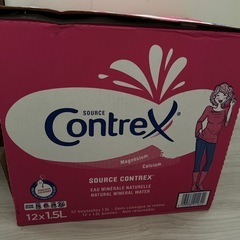 SOURCE
contreX
Magnesium
Calcium
SOURCE CONTREX
EAU MINÉRALE NATURELLE
NATURAL MINERAL WATER
12x1.5L